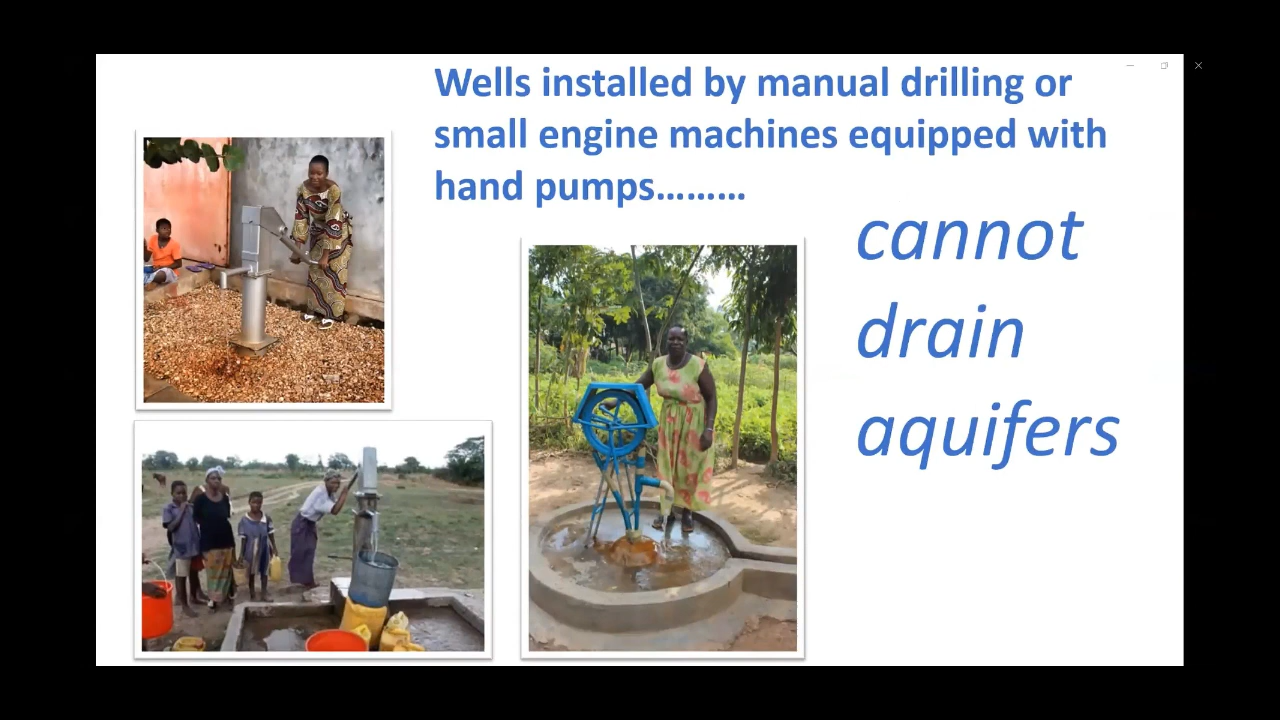 Wells installed by manual drilling or
small engine machines equipped with
hand pumps………
cannot
drain
aquifers